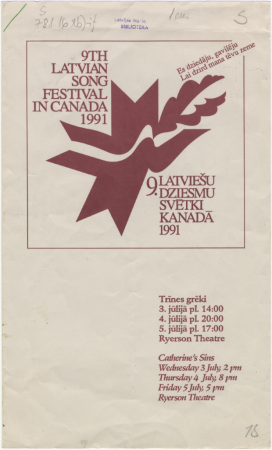 S
BIBLIOTEKA
Es dziedāju, gavilēju
Lai dzird mana tēvu zeme
9TH
LATVIAN
SONG
FESTIVAL
IN CANADA
1991
9. LATVIEŠU
DZIESMU
SVĒTKI
KANADĀ
1991
Trīnes grēki
3. jūlijā pl. 14:00
4. jūlijā pl. 20:00
5. jūlijā pl. 17:00
Ryerson Theatre
Catherine's Sins
Wednesday 3 July, 2 pm
Thursday 4 July, 8 pm
Friday 5 July, 5 pm
Ryerson Theatre